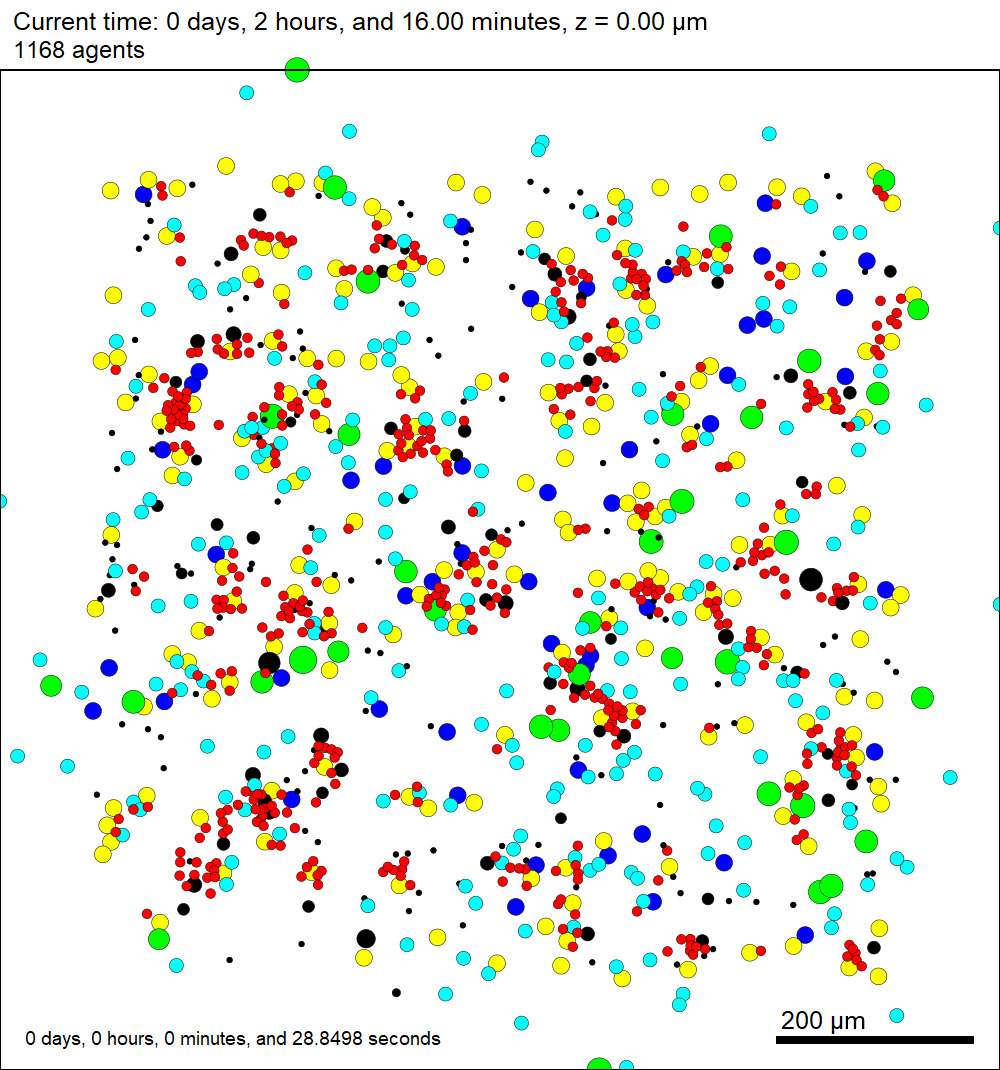 Current time: 0 days, 2 hours, and 16.00 minutes, z = 0.00 µm
1168 agents
200 µm
0 days, 0 hours, 0 minutes, and 28.8498 seconds